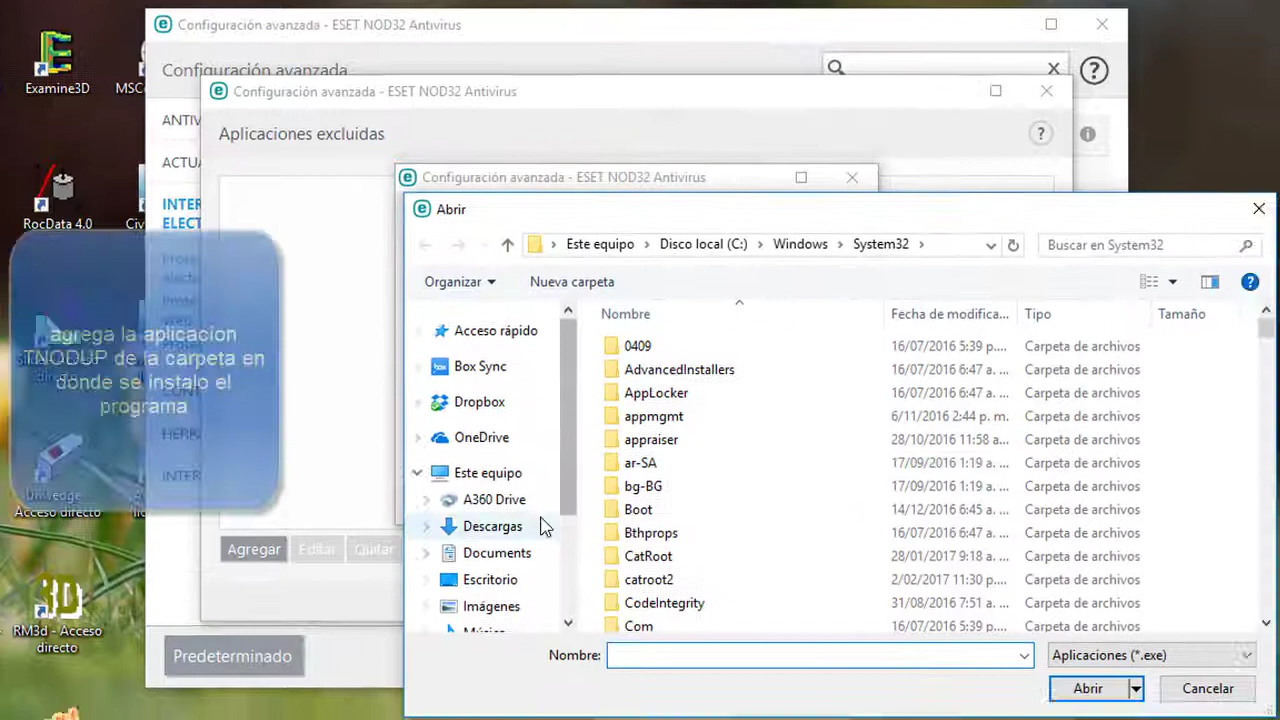 Configuración avanzada - ESET NOD32 Antivirus
Configuración avanzada
Configuración avanzada - ESET NOD32 Antivirus
Aplicaciones excluidas
Configuración avanzada - ESET NOD32 Antivirus
Abrir
Este equipo
Disco local (C:)
Windows
System32
Buscar en System32
Organizar
Nueva carpeta
Acceso rápido
Box Sync
Dropbox
OneDrive
Este equipo
A360 Drive
Descargas
Documents
Escritorio
Imágenes
Música
Nombre
Fecha de modifica...
Tipo
Tamaño
0409 16/07/2016 5:39 p.... Carpeta de archivos
AdvancedInstallers 16/07/2016 6:47 a. ... Carpeta de archivos
AppLocker 16/07/2016 6:47 a. ... Carpeta de archivos
appmgmt 6/11/2016 2:44 p. m. Carpeta de archivos
appraiser 28/10/2016 11:58 a... Carpeta de archivos
ar-SA 17/09/2016 1:19 a. ... Carpeta de archivos
bg-BG 17/09/2016 1:19 a. ... Carpeta de archivos
Boot 14/12/2016 6:45 a. ... Carpeta de archivos
Bthprops 16/07/2016 6:47 a. ... Carpeta de archivos
CatRoot 28/01/2017 9:18 a. ... Carpeta de archivos
catroot2 2/02/2017 11:30 p.... Carpeta de archivos
CodeIntegrity 31/08/2016 7:51 a. ... Carpeta de archivos
Com 16/07/2016 5:39 p.... Carpeta de archivos
Nombre:
Aplicaciones (*.exe)
Abrir
Cancelar
ANTIV
ACTUA
INTER
ELECT
Agregar
Editar
Quitar
Predeterminado
Examine3D
MSC
RocData 4.0
Civ
agrega la aplicacion
TNODUP de la carpeta en
donde se instalo el
programa
HERRA
INTER
Unwedge
Acceso directo
RM3d - Acceso
directo